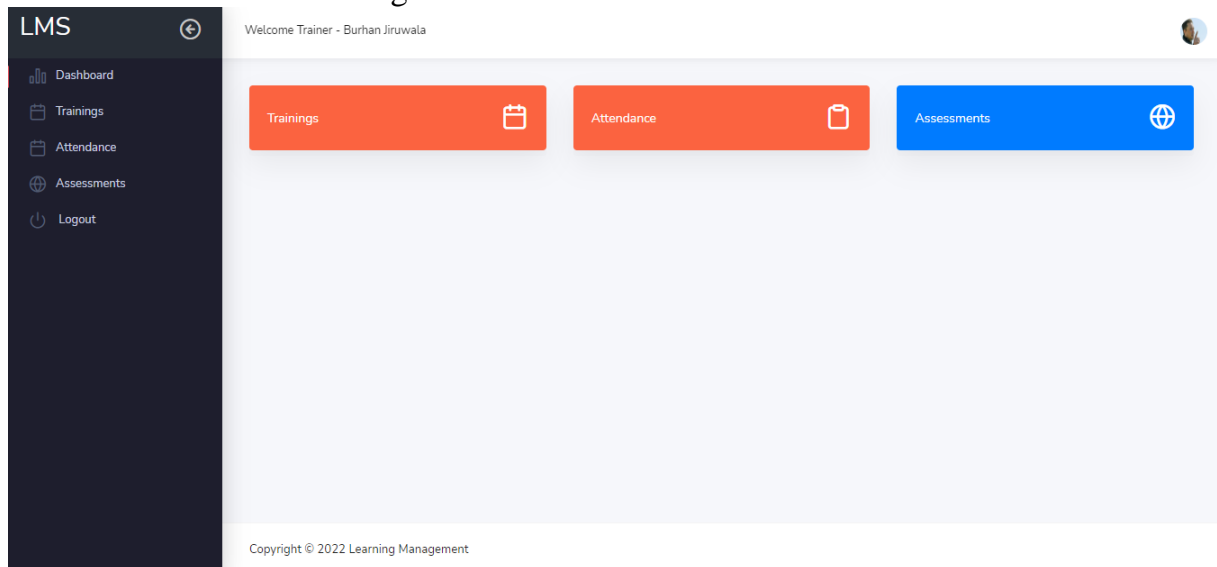 LMS
Welcome Trainer - Burhan Jiruwala
Dashboard
Trainings
Attendance
Assessments
Logout
Trainings
Attendance
Assessments
Copyright © 2022 Learning Management